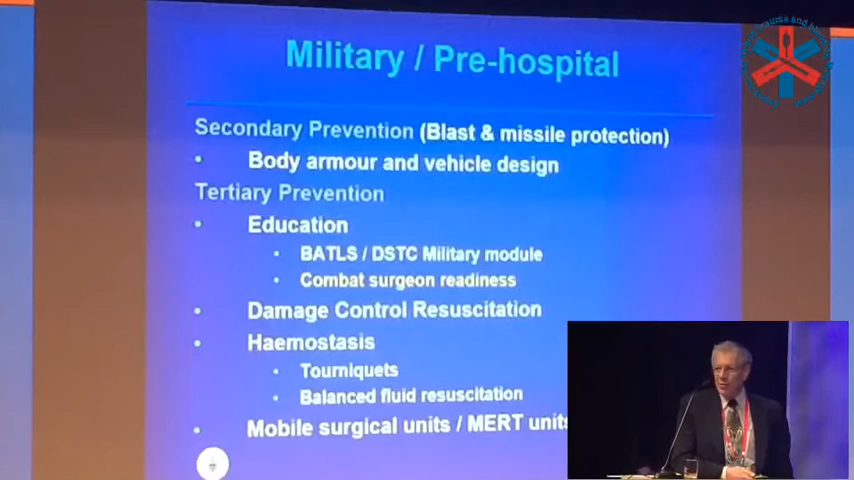 Military / Pre-hospital
Secondary Prevention (Blast & missile protection)
• Body armour and vehicle design
Tertiary Prevention
• Education
• BATLS / DSTC Military module
• Combat surgeon readiness
• Damage Control Resuscitation
• Haemostasis
• Tourniquets
• Balanced fluid resuscitation
• Mobile surgical units / MERT units